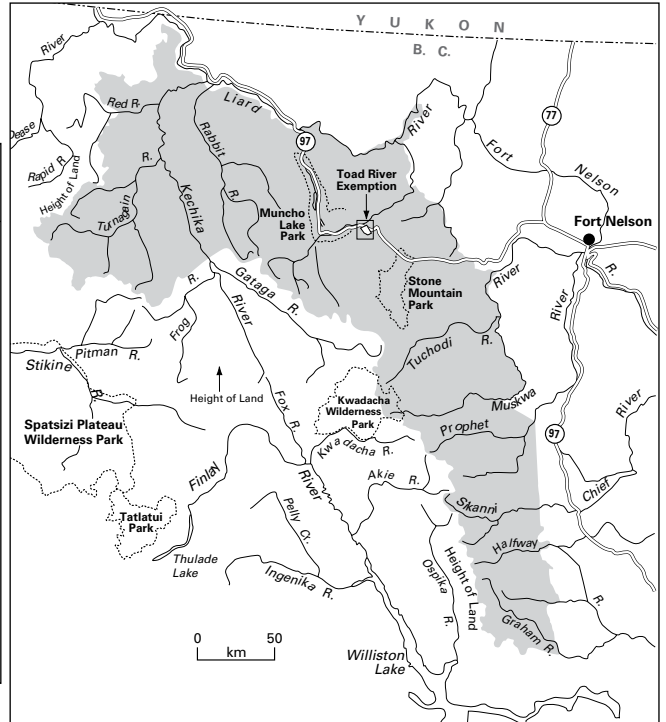 Y U K O N
B. C.
River
Dease
Red R.
Liard
River
97
77
Fort
Nelson
Rapid R.
Height of Land
R.
Rabbit
R.
Toad River
Exemption
Turnagain
Kechika
Muncho
Lake
Park
Fort Nelson
R.
Stone
Mountain
Park
River
River
R.
Gataga R.
Frog
River
Tuchodi R.
Stikine
Pitman R.
R.
Height of Land
Fox R.
Kwadacha
Wilderness
Park
Muskwa
Prophet
River
97
Spatsizi Plateau
Wilderness Park
Finlay
River
Kwadacha R.
Akie R.
Skanni
Chief
Tatlatui
Park
Pelly Cr.
Halfway
R.
Thulade
Lake
Ingenika R.
Ospika R.
Height of Land
Graham R.
0 50
km
Williston
Lake